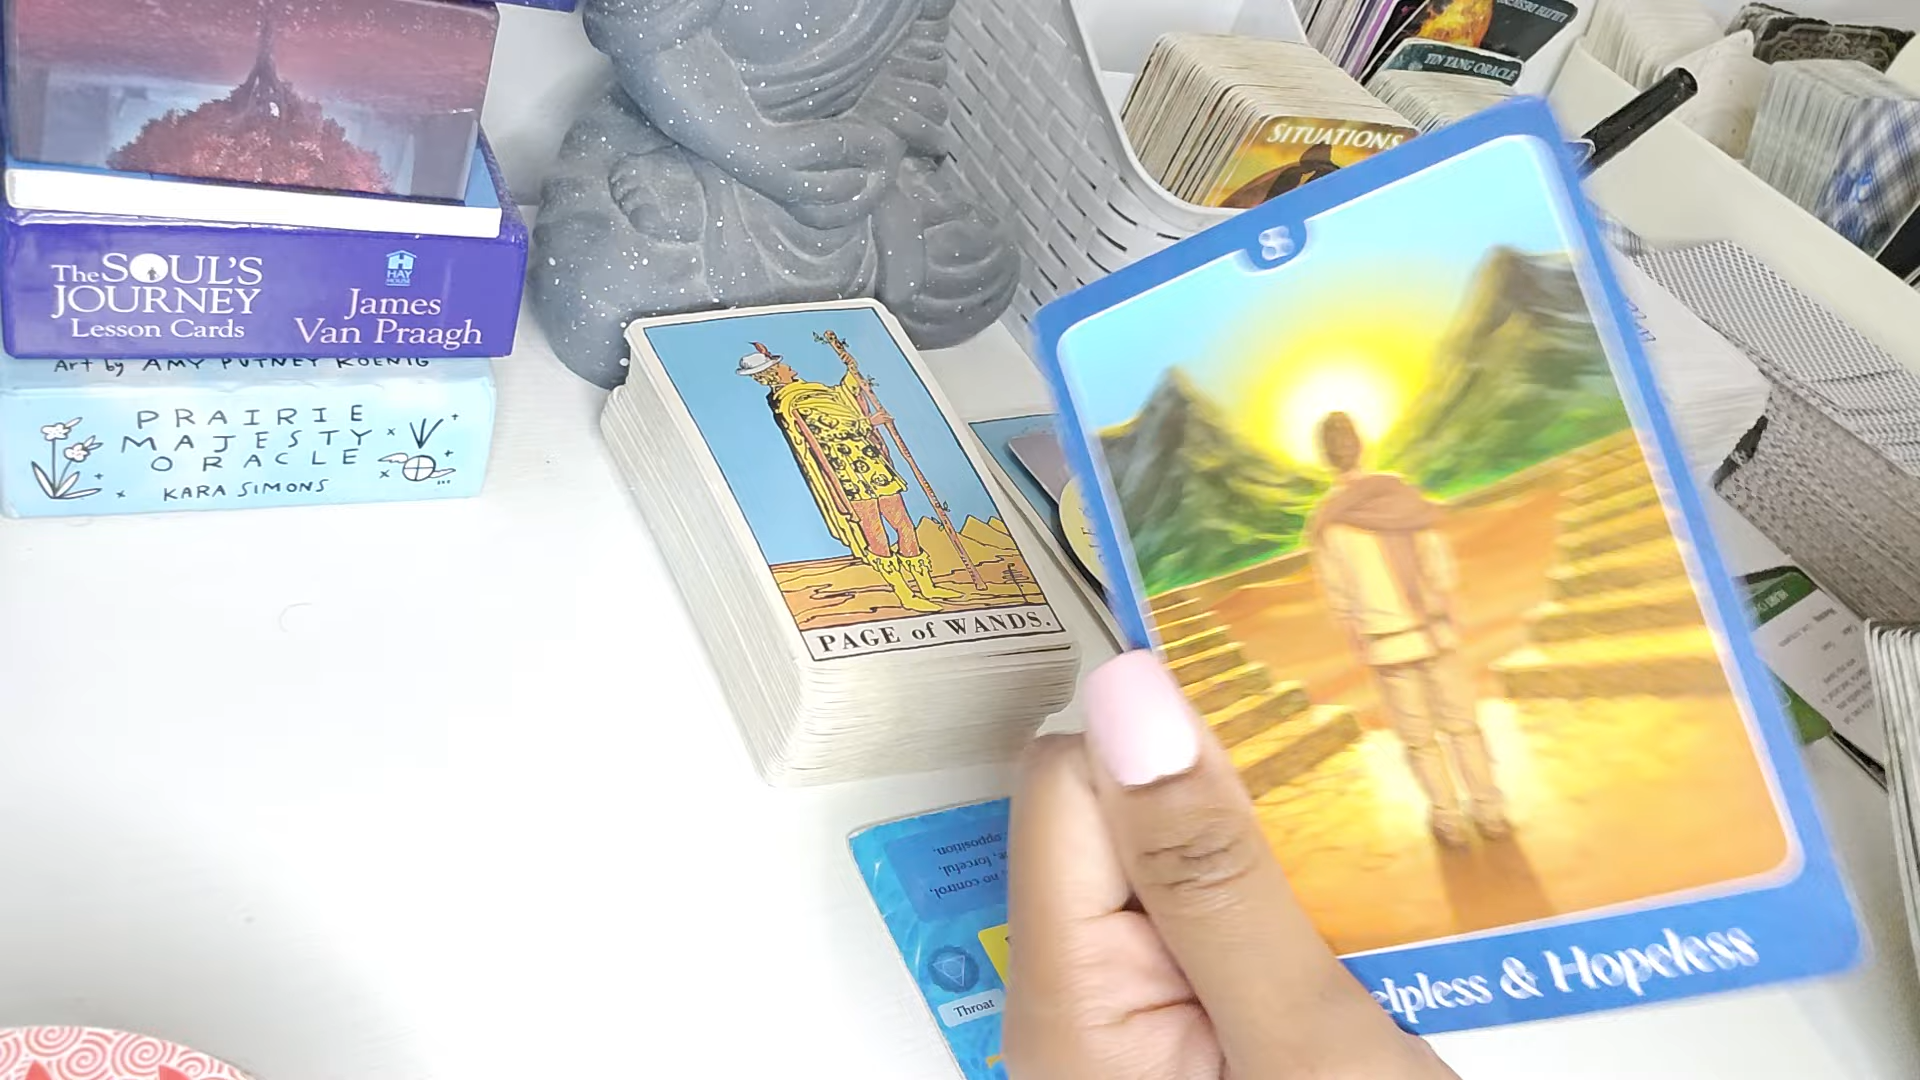 The SOUL'S
JOURNEY
Lesson Cards
HAY
HOUSE
James
Van Praagh
Art by AMY PUTNEY KOENIG
PRAIRIE
MAJESTY
ORACLE
KARA SIMONS
PAGE of WANDS.
SITUATIONS
YIN YANG ORACLE
elpless & Hopeless
no control,
forceful,
opposition.
Throat